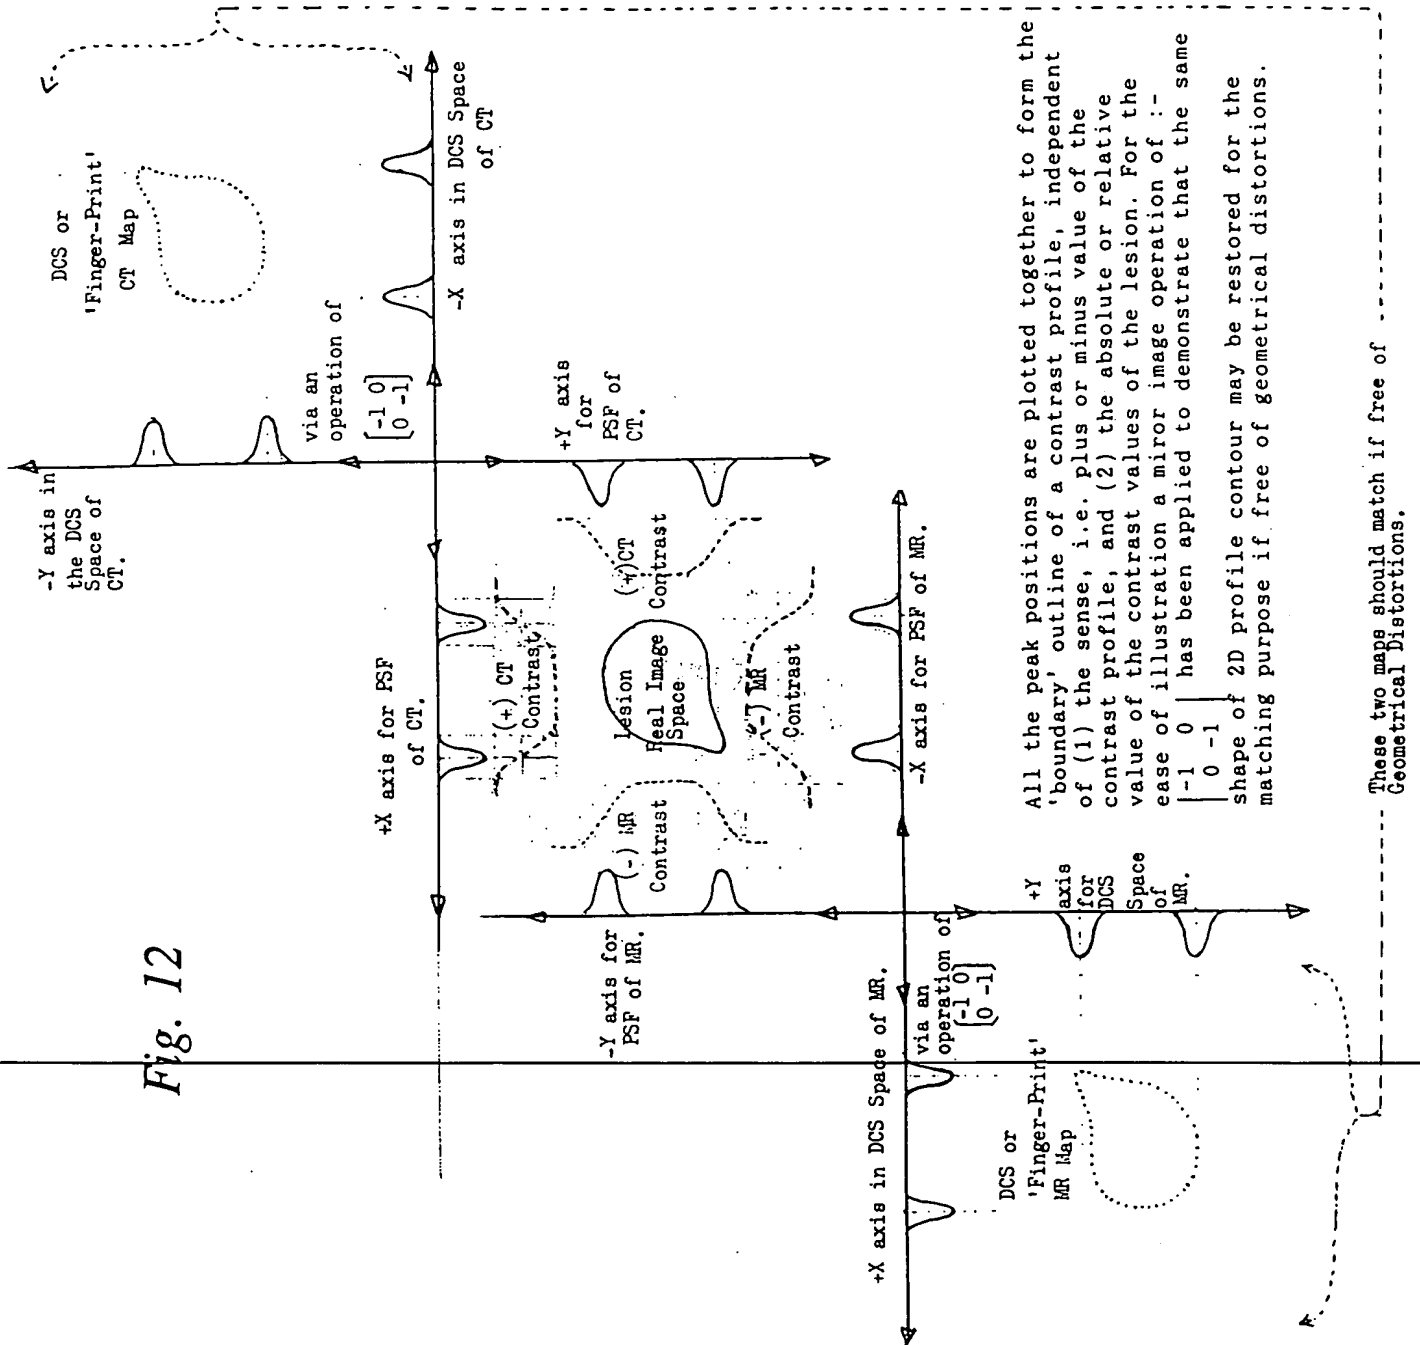 Fig. 12
-Y axis in
the DCS
Space of
CT.
DCS or
'Finger-Print'
CT Map
via an
operation of
[-1 0]
[0 -1]
-X axis in DCS Space
of CT
+X axis for PSF
of CT.
+Y axis
for
PSF of
CT.
(+) CT
Contrast
(+)CT
Contrast
Lesion
Real Image
Space
(-) MR
Contrast
(-) MR
Contrast
-Y axis for
PSF of MR.
-X axis for PSF of MR.
+X axis in DCS Space of MR.
via an
operation of
[-1 0]
[0 -1]
+Y
axis
for
DCS
Space
of
MR.
DCS or
'Finger-Print'
MR Map
All the peak positions are plotted together to form the
'boundary' outline of a contrast profile, independent
of (1) the sense, i.e. plus or minus value of the
contrast profile, and (2) the absolute or relative
value of the contrast values of the lesion. For the
ease of illustration a mirror image operation of :-
|-1 0 | has been applied to demonstrate that the same
0 -1
shape of 2D profile contour may be restored for the
matching purpose if free of geometrical distortions.
These two maps should match if free of
Geometrical Distortions.